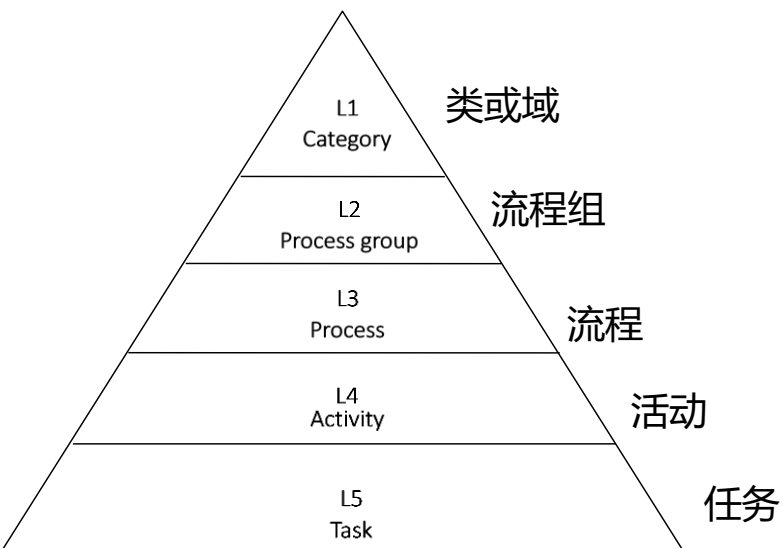 L1
Category
类或域
L2
Process group
流程组
L3
Process
流程
L4
Activity
活动
L5
Task
任务